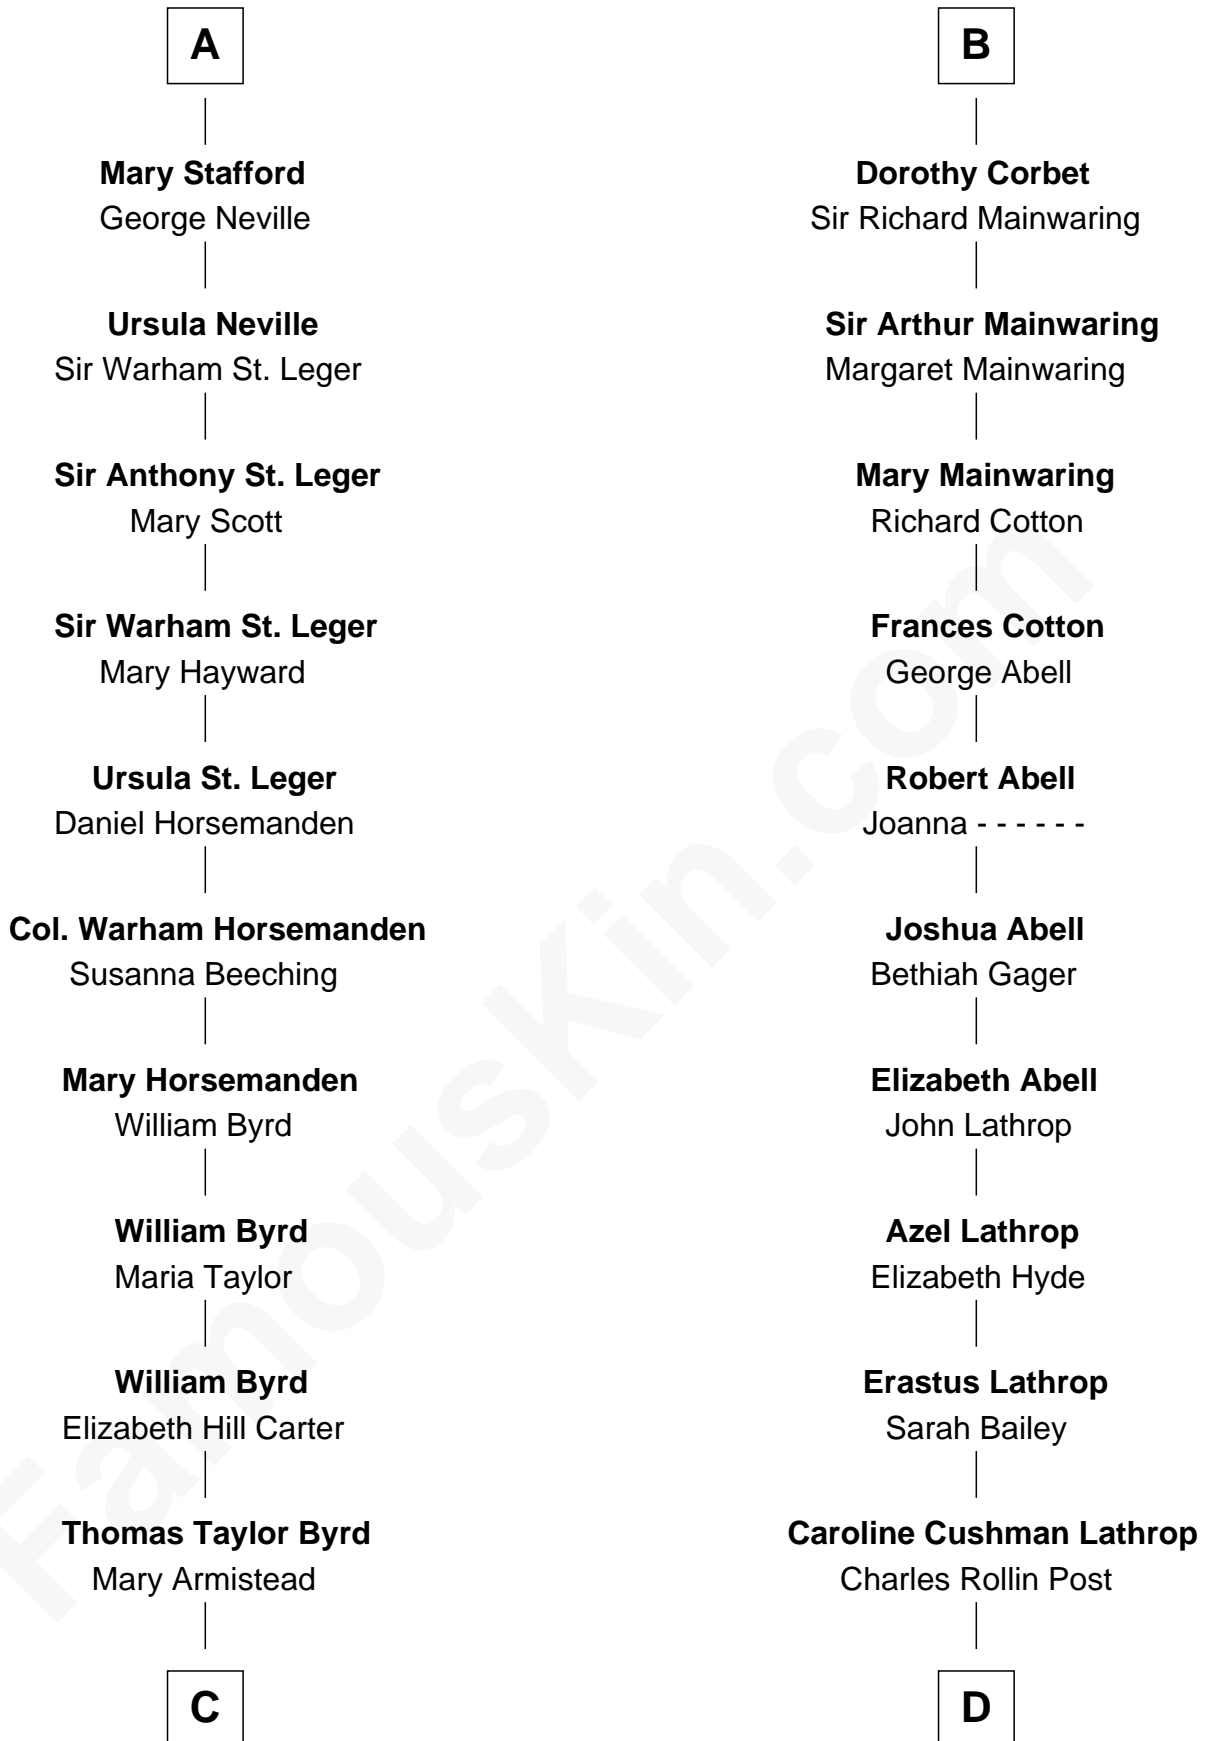 A
Mary Stafford
George Neville
Ursula Neville
Sir Warham St. Leger
Sir Anthony St. Leger
Mary Scott
Sir Warham St. Leger
Mary Hayward
Ursula St. Leger
Daniel Horsemanden
Col. Warham Horsemanden
Susanna Beeching
Mary Horsemanden
William Byrd
William Byrd
Maria Taylor
William Byrd
Elizabeth Hill Carter
Thomas Taylor Byrd
Mary Armistead
C
B
Dorothy Corbet
Sir Richard Mainwaring
Sir Arthur Mainwaring
Margaret Mainwaring
Mary Mainwaring
Richard Cotton
Frances Cotton
George Abell
Robert Abell
Joanna - - - - - -
Joshua Abell
Bethiah Gager
Elizabeth Abell
John Lathrop
Azel Lathrop
Elizabeth Hyde
Erastus Lathrop
Sarah Bailey
Caroline Cushman Lathrop
Charles Rollin Post
D
FamousKin.com